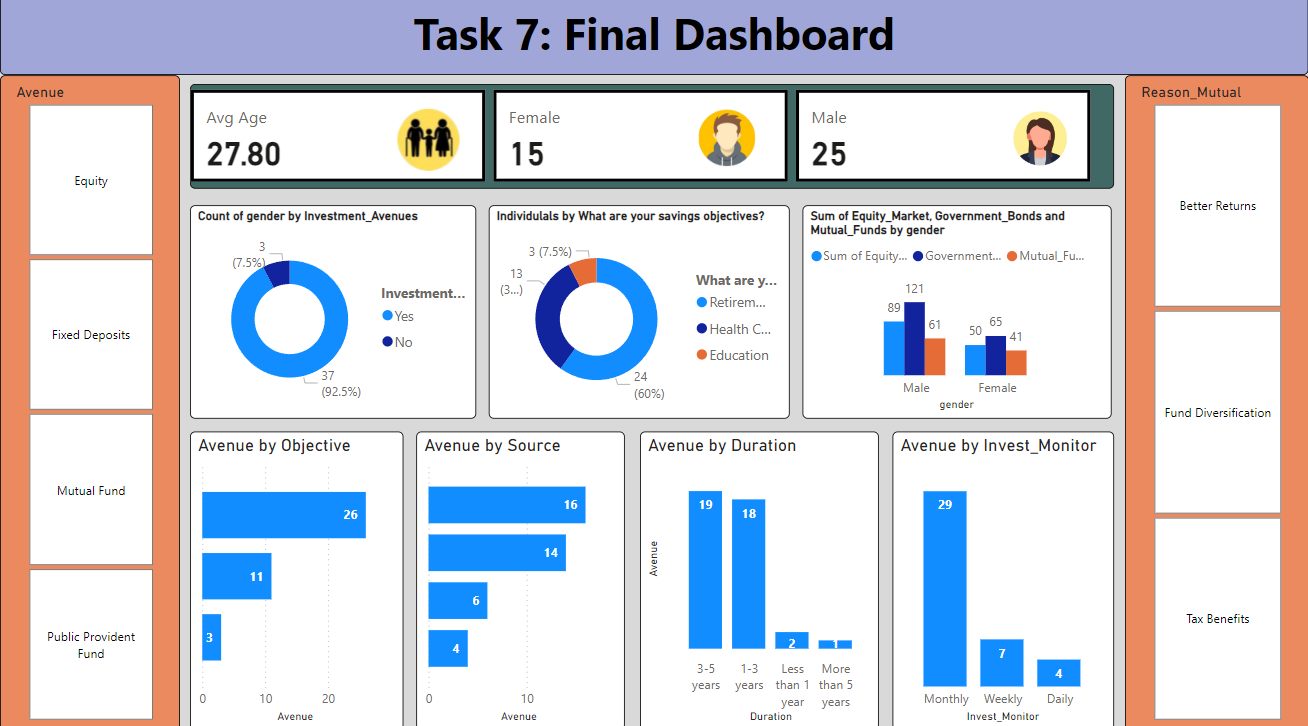 Task 7: Final Dashboard
Avenue
Equity
Fixed Deposits
Mutual Fund
Public Provident
Fund
Avg Age
27.80
Female
15
Male
25
Count of gender by Investment_Avenues
3
(7.5%)
37
(92.5%)
Investment...
Yes
No
Individulals by What are your savings objectives?
3 (7.5%)
13
(3...)
24
(60%)
What are y...
Retirem...
Health C...
Education
Sum of Equity_Market, Government_Bonds and
Mutual_Funds by gender
Sum of Equity... Government... Mutual_Fu...
89 121 61 50 65 41
Male Female
gender
Avenue by Objective
26
11
3
0 10 20
Avenue
Avenue by Source
16
14
6
4
0 10
Avenue
Avenue by Duration
Avenue
19 18 2 1
3-5
years
1-3
years
Less
than 1
year
More
than 5
years
Duration
Avenue by Invest_Monitor
29 7 4
Monthly Weekly Daily
Invest_Monitor
Reason_Mutual
Better Returns
Fund Diversification
Tax Benefits